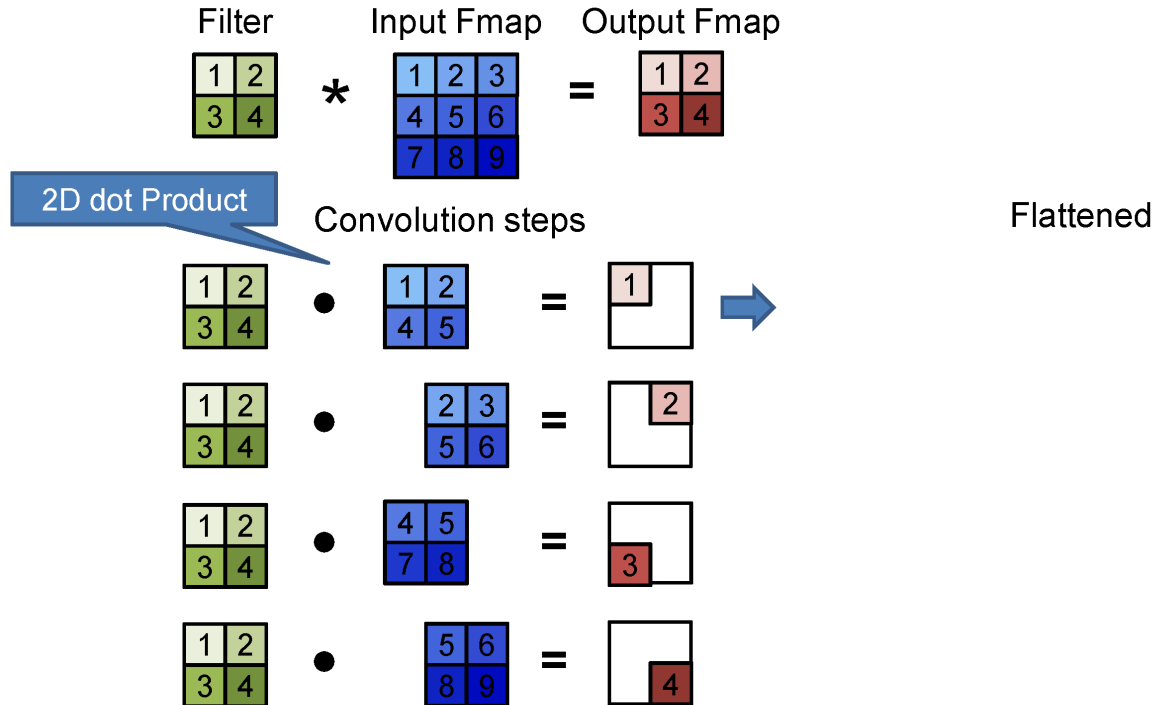 Filter Input Fmap Output Fmap
1 2 * 1 2 3 = 1 2
3 4 4 5 6 3 4
7 8 9
2D dot Product
Convolution steps Flattened
1 2 • 1 2 = 1
3 4 4 5
1 2 • 2 3 = 2
3 4 5 6
1 2 • 4 5 =
3 4 7 8 3
1 2 • 5 6 =
3 4 8 9 4